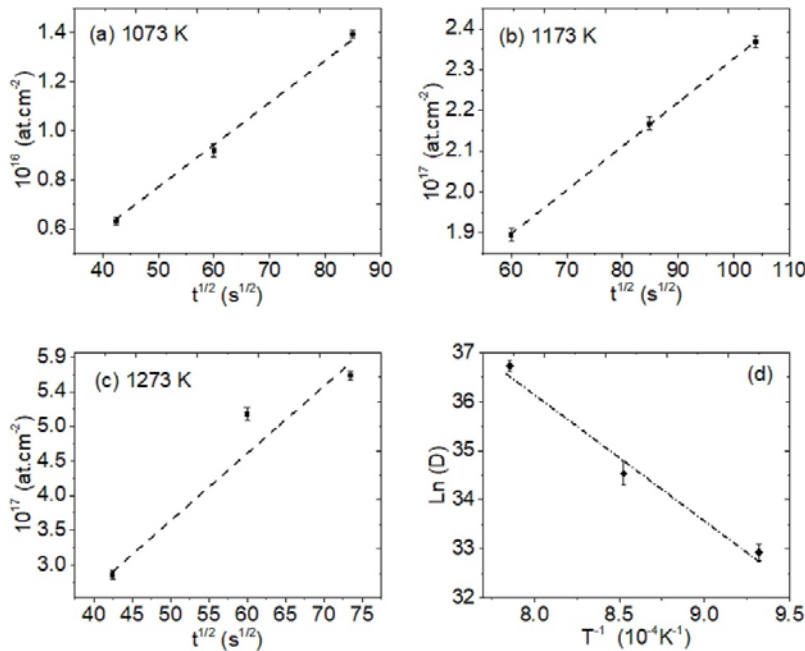 (a) 1073 K
10^16 (at.cm^-2)
1.4
1.2
1.0
0.8
0.6
40 50 60 70 80 90
t^1/2 (s^1/2)
(b) 1173 K
10^17 (at.cm^-2)
2.4
2.3
2.2
2.1
2.0
1.9
60 70 80 90 100 110
t^1/2 (s^1/2)
(c) 1273 K
10^17 (at.cm^-2)
5.9
5.4
5.0
4.5
4.0
3.5
3.0
40 45 50 55 60 65 70 75
t^1/2 (s^1/2)
(d)
Ln (D)
37
36
35
34
33
32
8.0 8.5 9.0 9.5
T^-1 (10^-4K^-1)